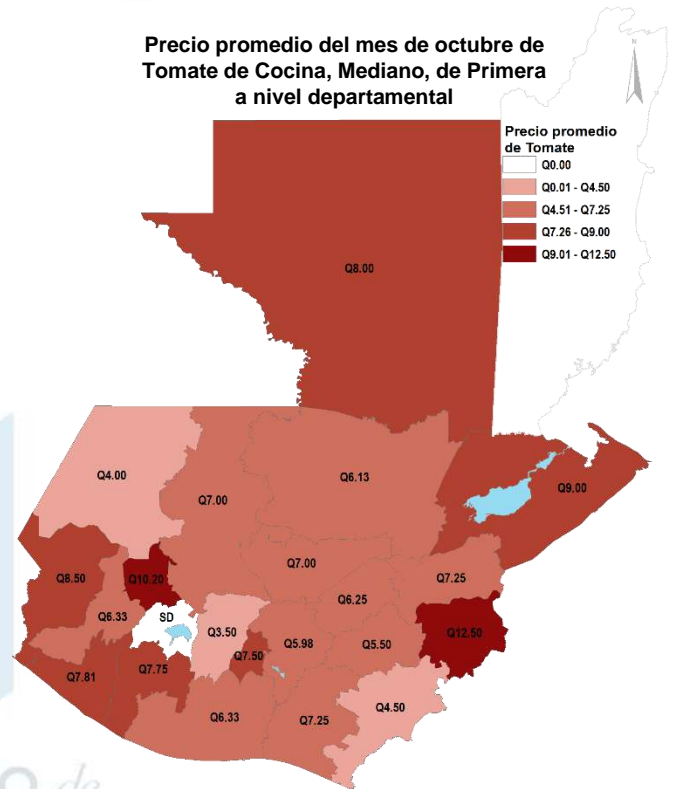 Precio promedio del mes de octubre de
Tomate de Cocina, Mediano, de Primera
a nivel departamental
N
Precio promedio
de Tomate
Q0.00
Q0.01 - Q4.50
Q4.51 - Q7.25
Q7.26 - Q9.00
Q9.01 - Q12.50
Q8.00
Q4.00
Q7.00
Q6.13
Q9.00
Q8.50
Q10.20
Q7.00
Q7.25
Q6.33
SD
Q3.50
Q7.50
Q5.98
Q6.25
Q5.50
Q12.50
Q7.81
Q7.75
Q6.33
Q7.25
Q4.50
de